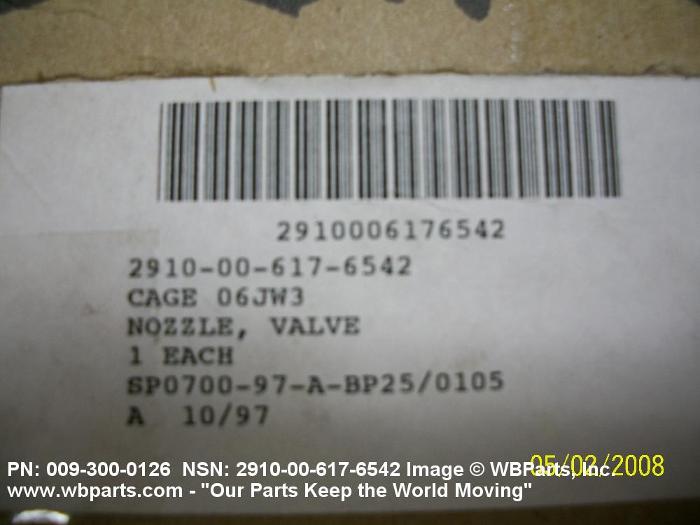 2910006176542
2910-00-617-6542
CAGE 06JW3
NOZZLE, VALVE
1 EACH
SP0700-97-A-BP25/0105
A 10/97
PN: 009-300-0126 NSN: 2910-00-617-6542 Image © WBParts, Inc.
05/02/2008
www.wbparts.com - "Our Parts Keep the World Moving"